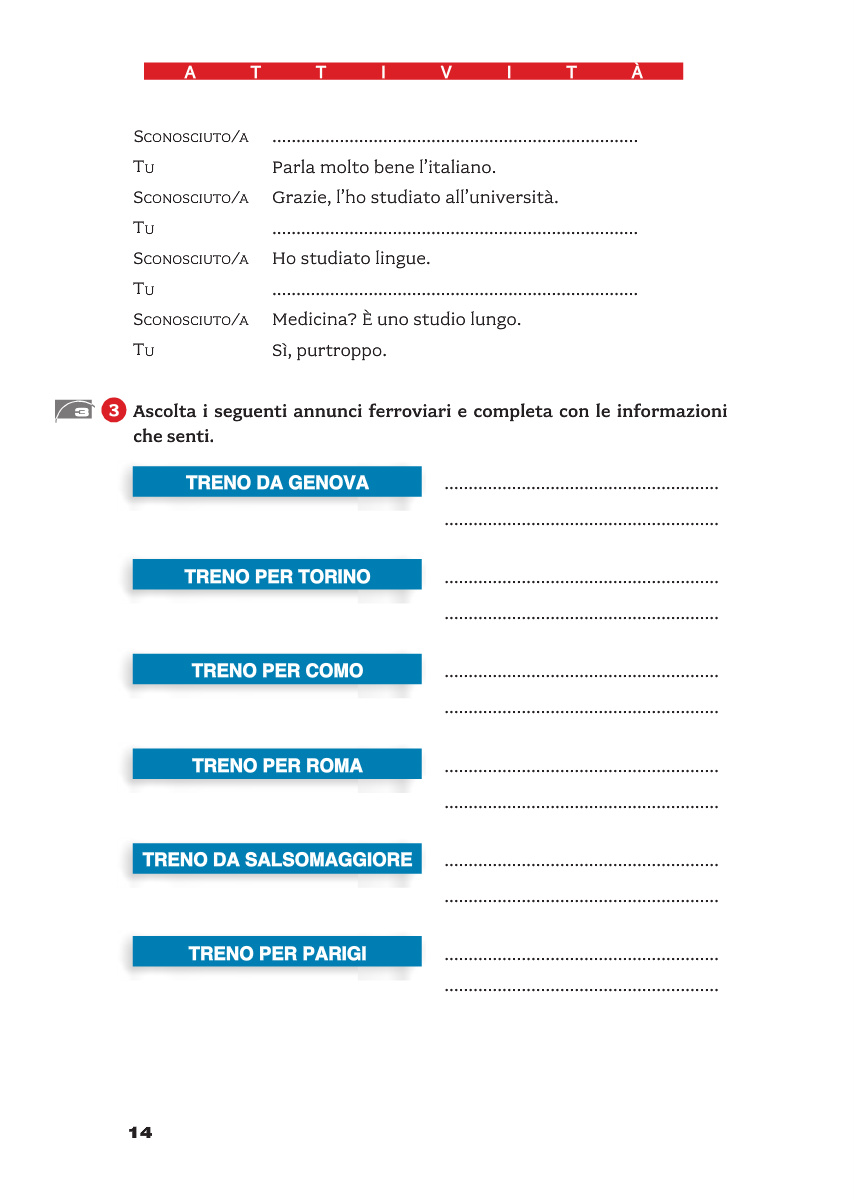 A T T I V I T À
SCONOSCIUTO/A ...........................................................................
TU Parla molto bene l'italiano.
SCONOSCIUTO/A Grazie, l'ho studiato all'università.
TU ...........................................................................
SCONOSCIUTO/A Ho studiato lingue.
TU ...........................................................................
SCONOSCIUTO/A Medicina? È uno studio lungo.
TU Sì, purtroppo.
3 3 Ascolta i seguenti annunci ferroviari e completa con le informazioni
che senti.
TRENO DA GENOVA .........................................................
.........................................................
TRENO PER TORINO .........................................................
.........................................................
TRENO PER COMO .........................................................
.........................................................
TRENO PER ROMA .........................................................
.........................................................
TRENO DA SALSOMAGGIORE .........................................................
.........................................................
TRENO PER PARIGI .........................................................
.........................................................
14